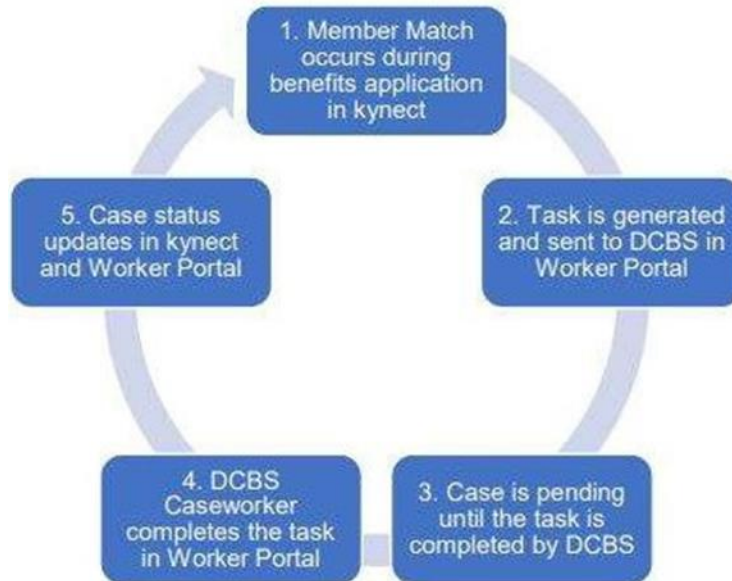 1. Member Match
occurs during
benefits application
in kynect
2. Task is generated
and sent to DCBS in
Worker Portal
3. Case is pending
until the task is
completed by DCBS
4. DCBS
Caseworker
completes the task
in Worker Portal
5. Case status
updates in kynect
and Worker Portal